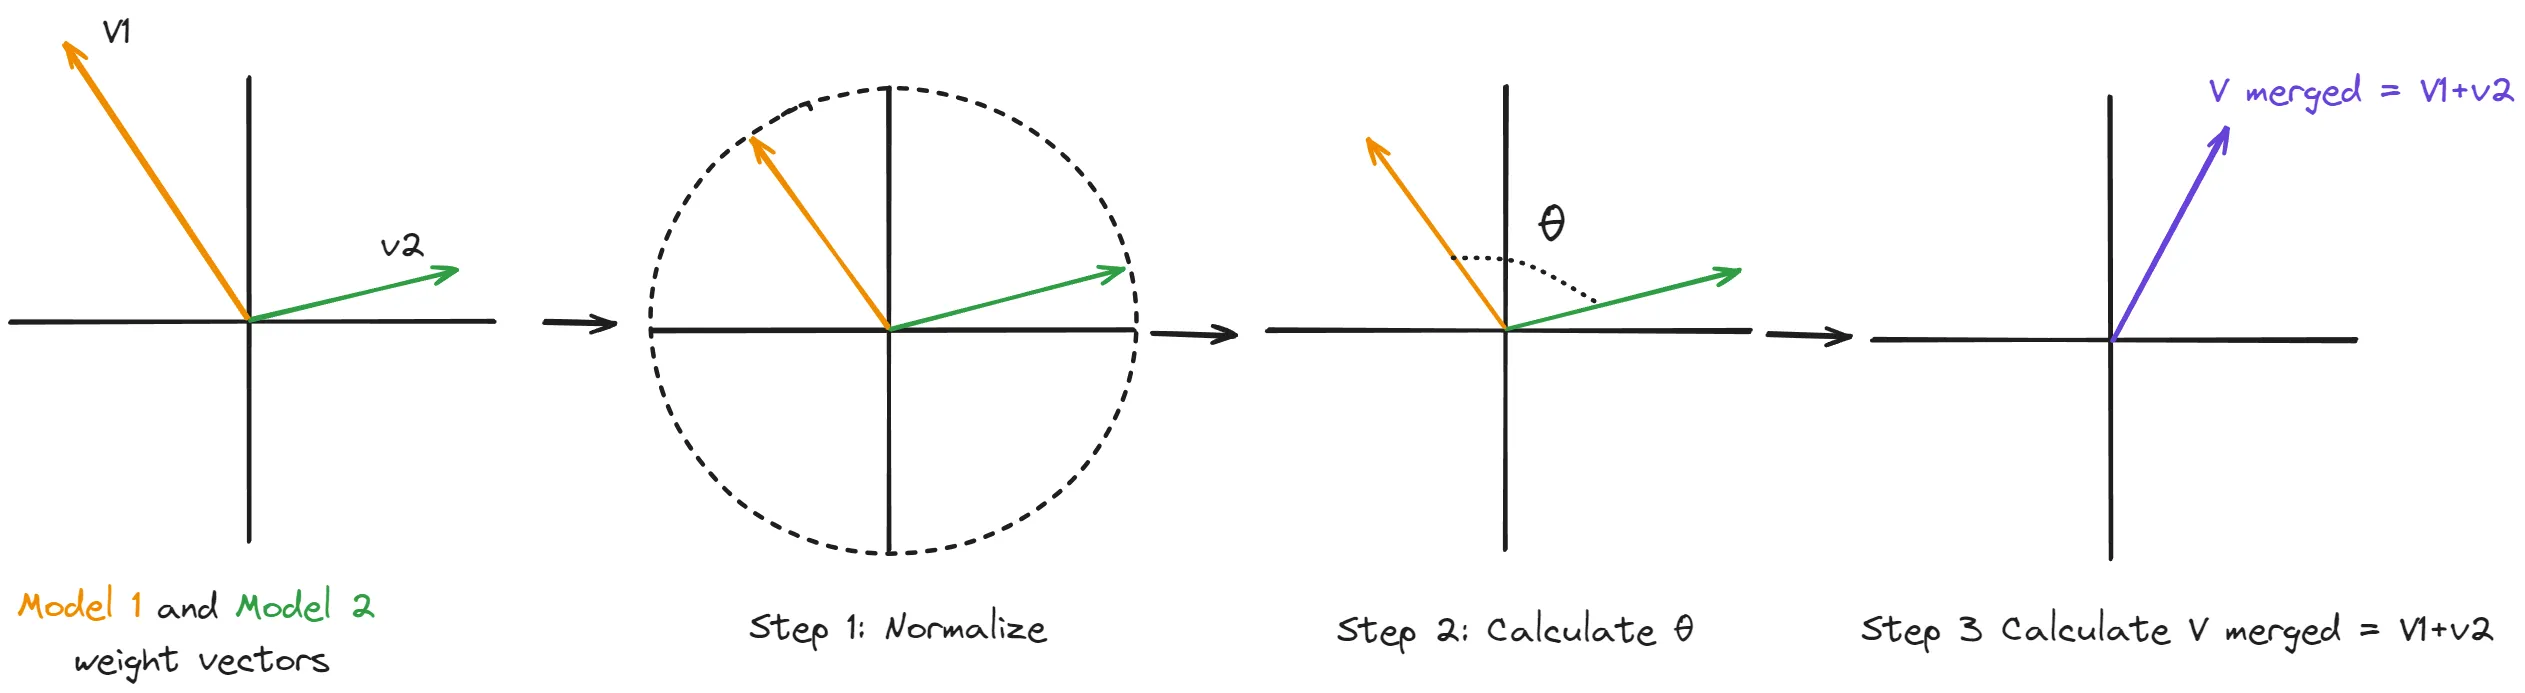 V1
v2
Model 1 and Model 2
weight vectors
Step 1: Normalize
θ
Step 2: Calculate θ
V merged = V1+v2
Step 3 Calculate V merged = V1+v2